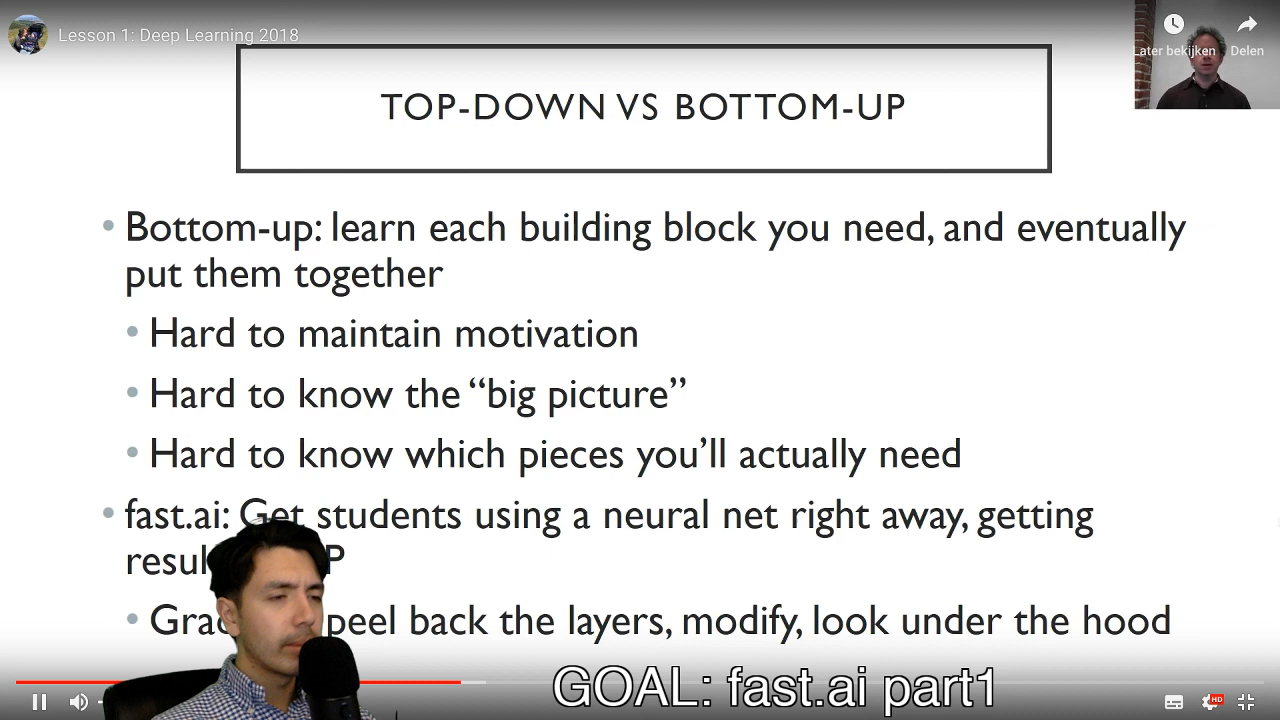 Lesson 1: Deep Learning 2018
Later bekijken
Delen
TOP-DOWN VS BOTTOM-UP
• Bottom-up: learn each building block you need, and eventually
put them together
• Hard to maintain motivation
• Hard to know the “big picture”
• Hard to know which pieces you’ll actually need
• fast.ai: Get students using a neural net right away, getting
• peel back the layers, modify, look under the hood
GOAL: fast.ai part1
HD